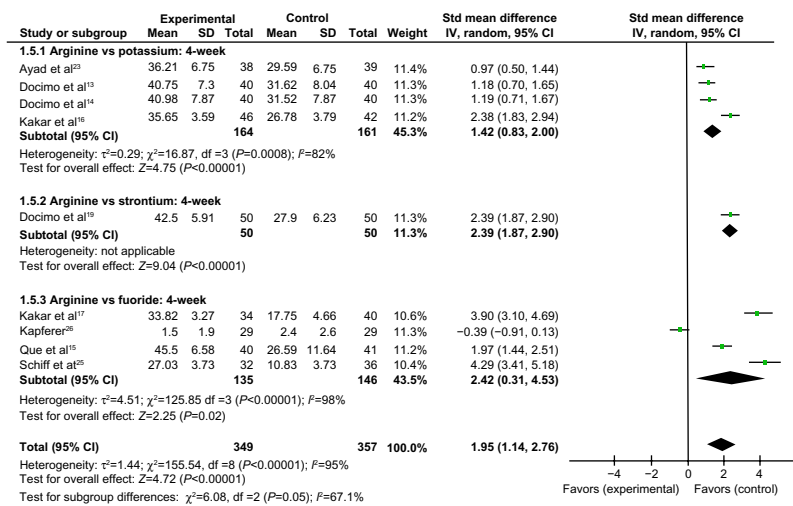 Experimental Control Std mean difference Std mean difference
Study or subgroup Mean SD Total Mean SD Total Weight IV, random, 95% CI IV, random, 95% CI
1.5.1 Arginine vs potassium: 4-week
Ayad et al²³ 36.21 6.75 38 29.59 6.75 39 11.4% 0.97 (0.50, 1.44)
Docimo et al¹³ 40.75 7.3 40 31.62 8.04 40 11.3% 1.18 (0.70, 1.65)
Docimo et al¹⁴ 40.98 7.87 40 31.52 7.87 40 11.3% 1.19 (0.71, 1.67)
Kakar et al¹⁶ 35.65 3.59 46 26.78 3.79 42 11.2% 2.38 (1.83, 2.94)
Subtotal (95% CI) 164 161 45.3% 1.42 (0.83, 2.00)
Heterogeneity: τ²=0.29; χ²=16.87, df =3 (P=0.0008); I²=82%
Test for overall effect: Z=4.75 (P<0.00001)
1.5.2 Arginine vs strontium: 4-week
Docimo et al¹⁹ 42.5 5.91 50 27.9 6.23 50 11.3% 2.39 (1.87, 2.90)
Subtotal (95% CI) 50 50 11.3% 2.39 (1.87, 2.90)
Heterogeneity: not applicable
Test for overall effect: Z=9.04 (P<0.00001)
1.5.3 Arginine vs fuoride: 4-week
Kakar et al¹⁷ 33.82 3.27 34 17.75 4.66 40 10.6% 3.90 (3.10, 4.69)
Kapferer²⁶ 1.5 1.9 29 2.4 2.6 29 11.3% −0.39 (−0.91, 0.13)
Que et al¹⁵ 45.5 6.58 40 26.59 11.64 41 11.2% 1.97 (1.44, 2.51)
Schiff et at²⁵ 27.03 3.73 32 10.83 3.73 36 10.4% 4.29 (3.41, 5.18)
Subtotal (95% CI) 135 146 43.5% 2.42 (0.31, 4.53)
Heterogeneity: τ²=4.51; χ²=125.85 df =3 (P<0.00001); I²=98%
Test for overall effect: Z=2.25 (P=0.02)
Total (95% CI) 349 357 100.0% 1.95 (1.14, 2.76)
Heterogeneity: τ²=1.44; χ²=155.54, df =8 (P<0.00001); I²=95%
Test for overall effect: Z=4.72 (P<0.00001)
Test for subgroup differences: χ²=6.08, df =2 (P=0.05); I²=67.1%
−4 −2 0 2 4
Favors (experimental) Favors (control)